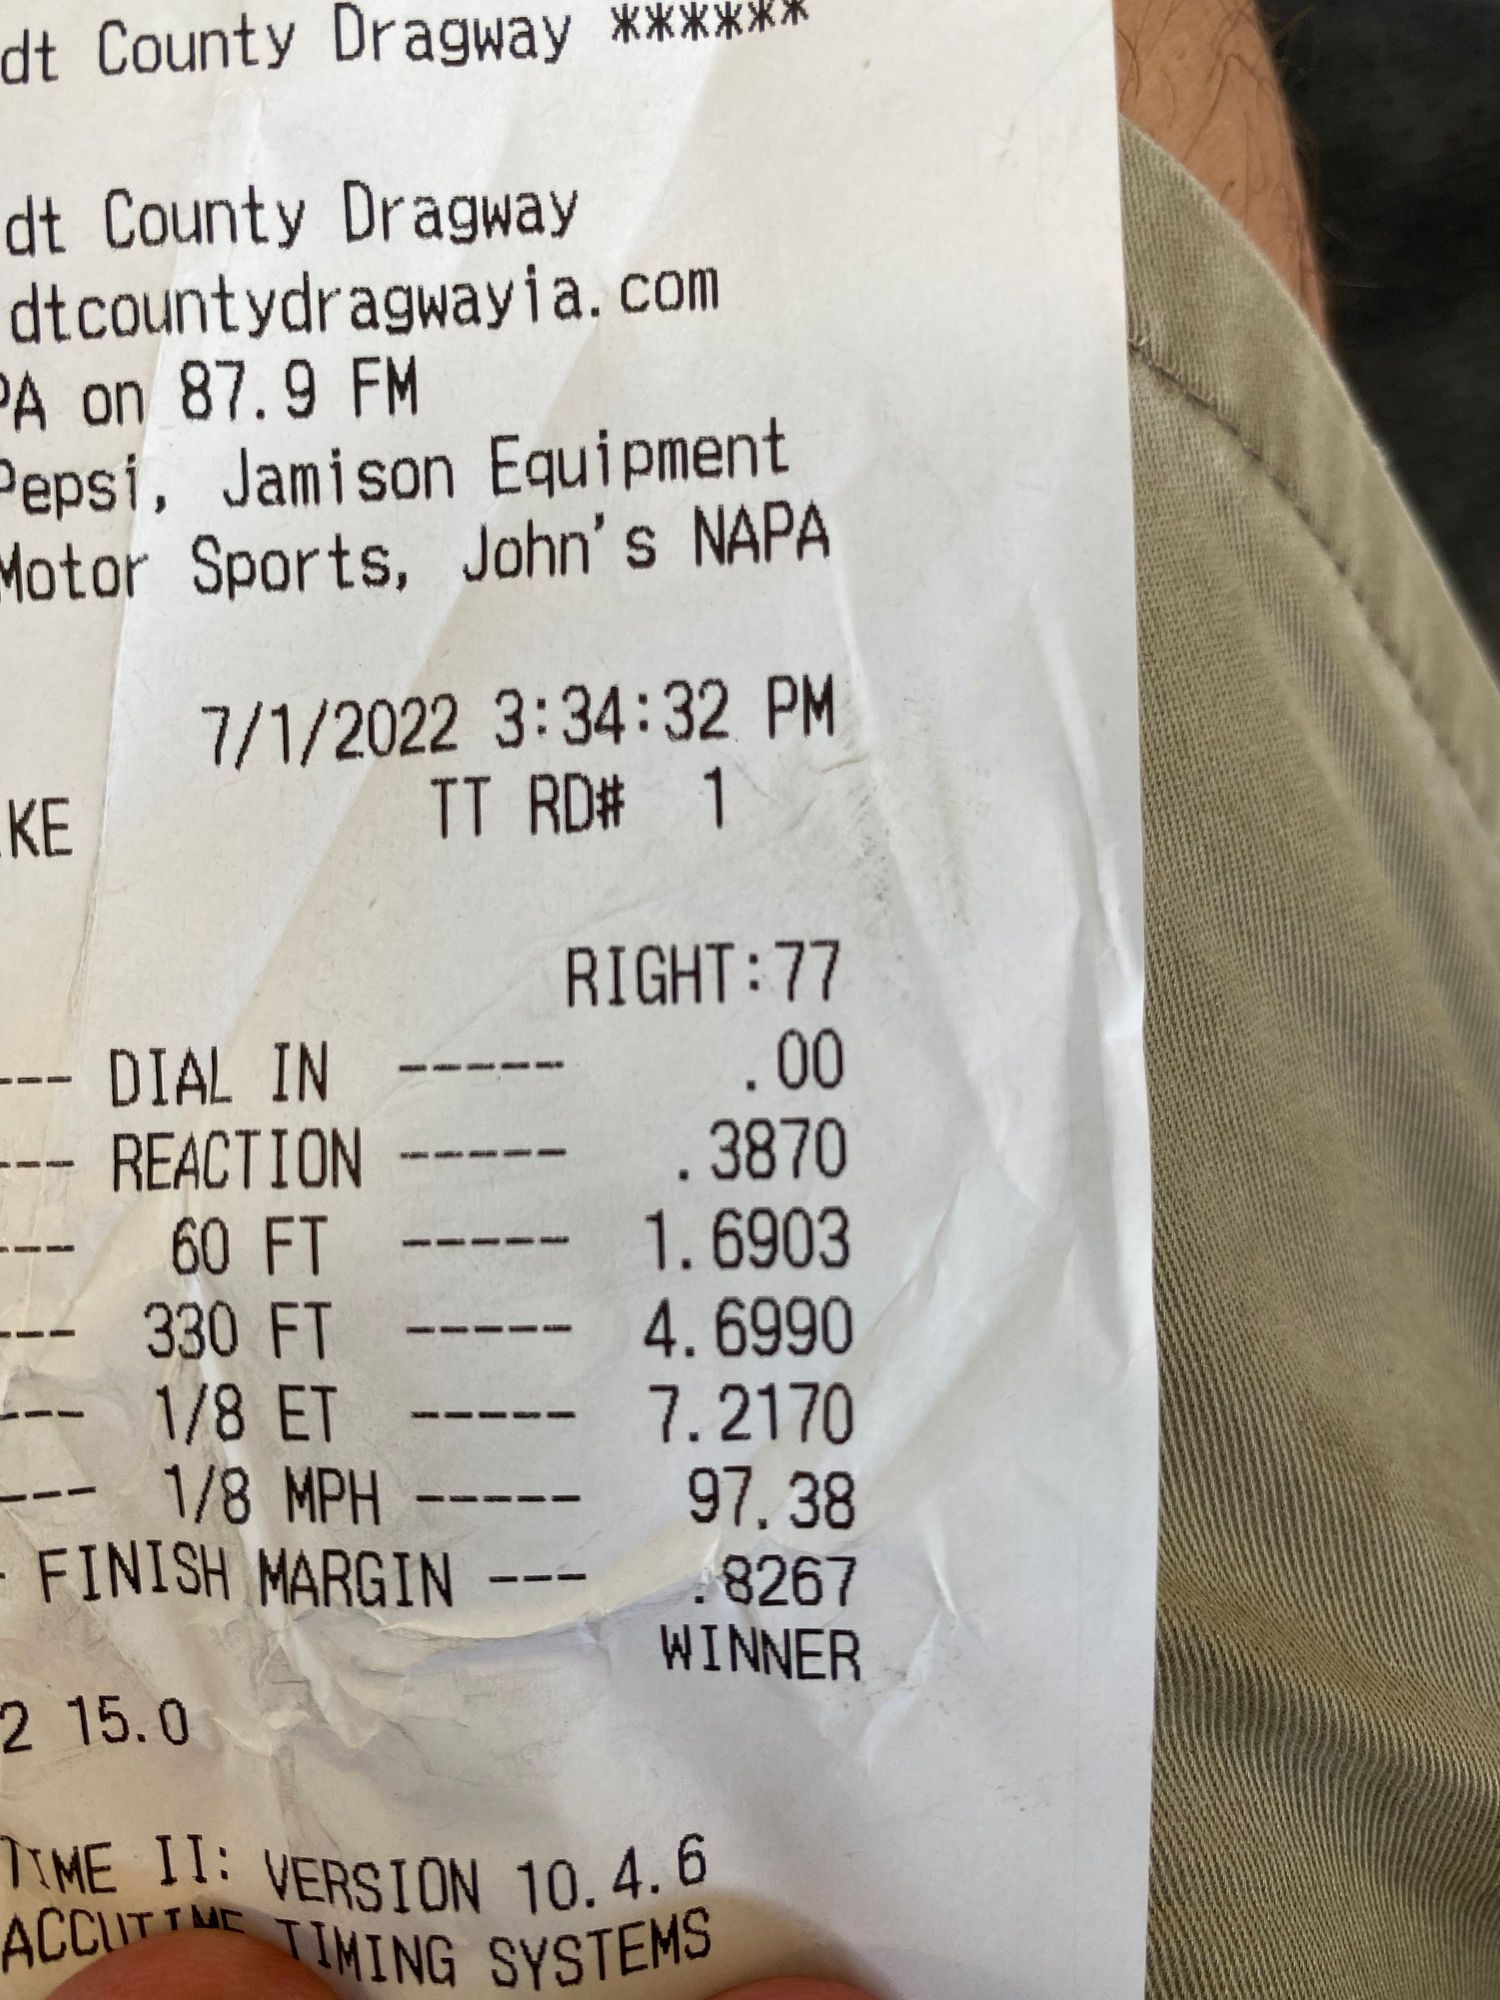 dt County Dragway ******
dt County Dragway
dtcountydragwayia.com
PA on 87.9 FM
Pepsi, Jamison Equipment
Motor Sports, John's NAPA
7/1/2022 3:34:32 PM
KE TT RD# 1
RIGHT:77
--- DIAL IN ----- .00
--- REACTION ----- .3870
--- 60 FT ----- 1.6903
--- 330 FT ----- 4.6990
--- 1/8 ET ----- 7.2170
--- 1/8 MPH ----- 97.38
- FINISH MARGIN --- .8267
WINNER
2 15.0
TIME II: VERSION 10.4.6
ACCUTIME TIMING SYSTEMS